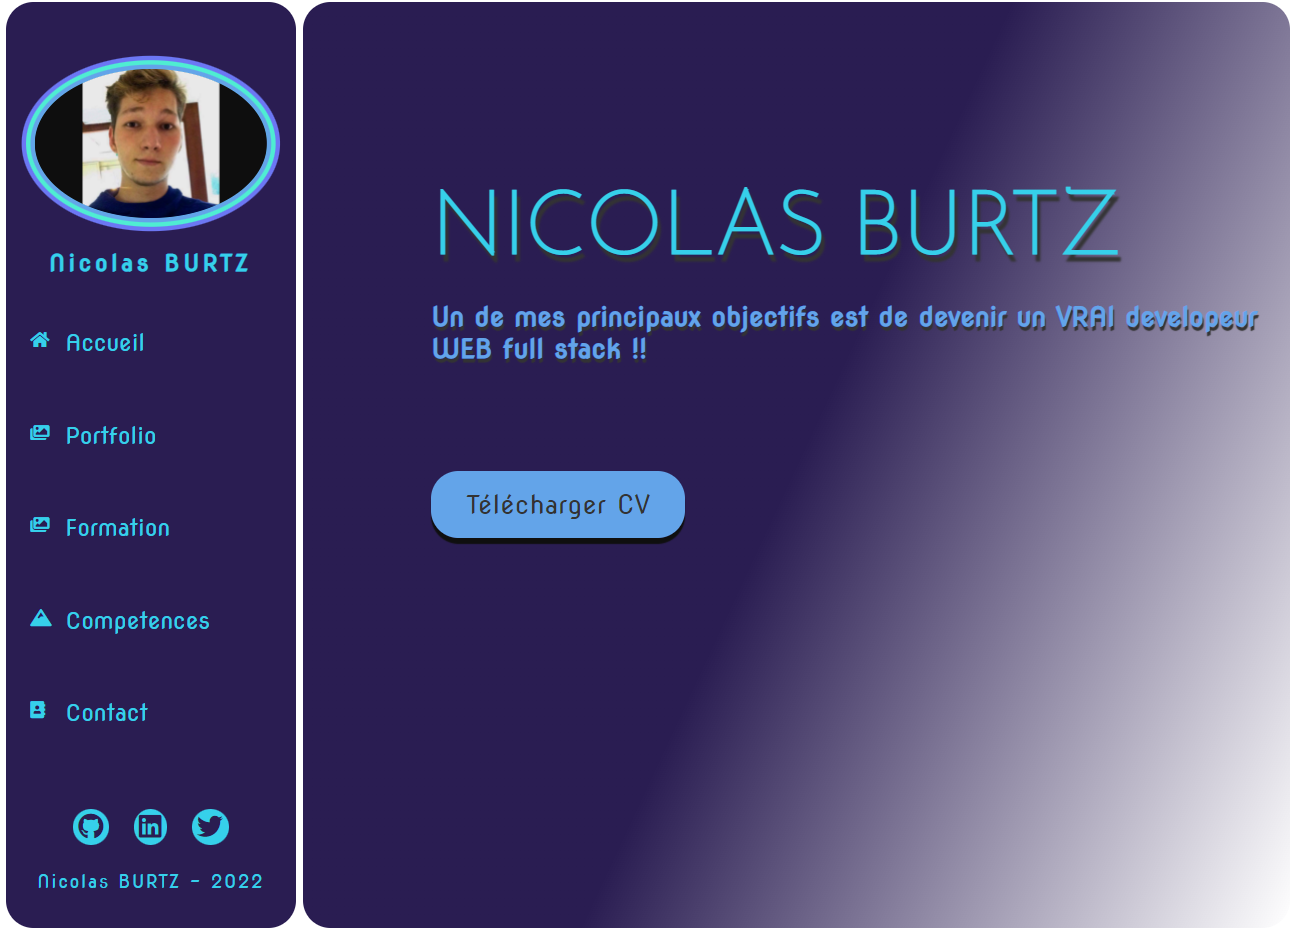 Nicolas BURTZ
Accueil
Portfolio
Formation
Competences
Contact
Nicolas BURTZ - 2022
NICOLAS BURTZ
Un de mes principaux objectifs est de devenir un VRAI developeur
WEB full stack !!
Télécharger CV